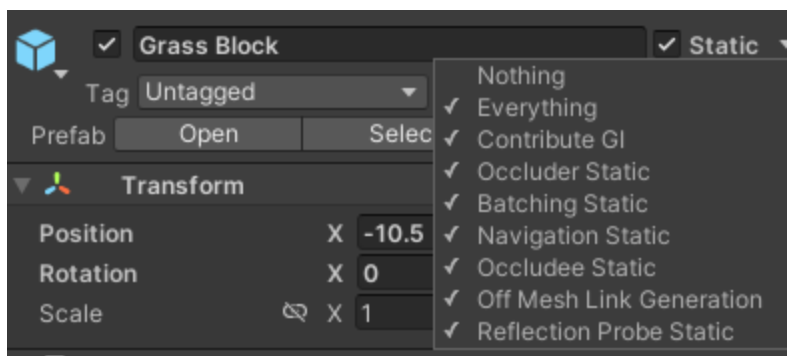 Grass Block Static
Nothing
Tag Untagged
Everything
Prefab Open
Contribute GI
Occluder Static
Transform
Batching Static
Position X -10.5
Navigation Static
Rotation X 0
Occludee Static
Scale X 1
Off Mesh Link Generation
Reflection Probe Static